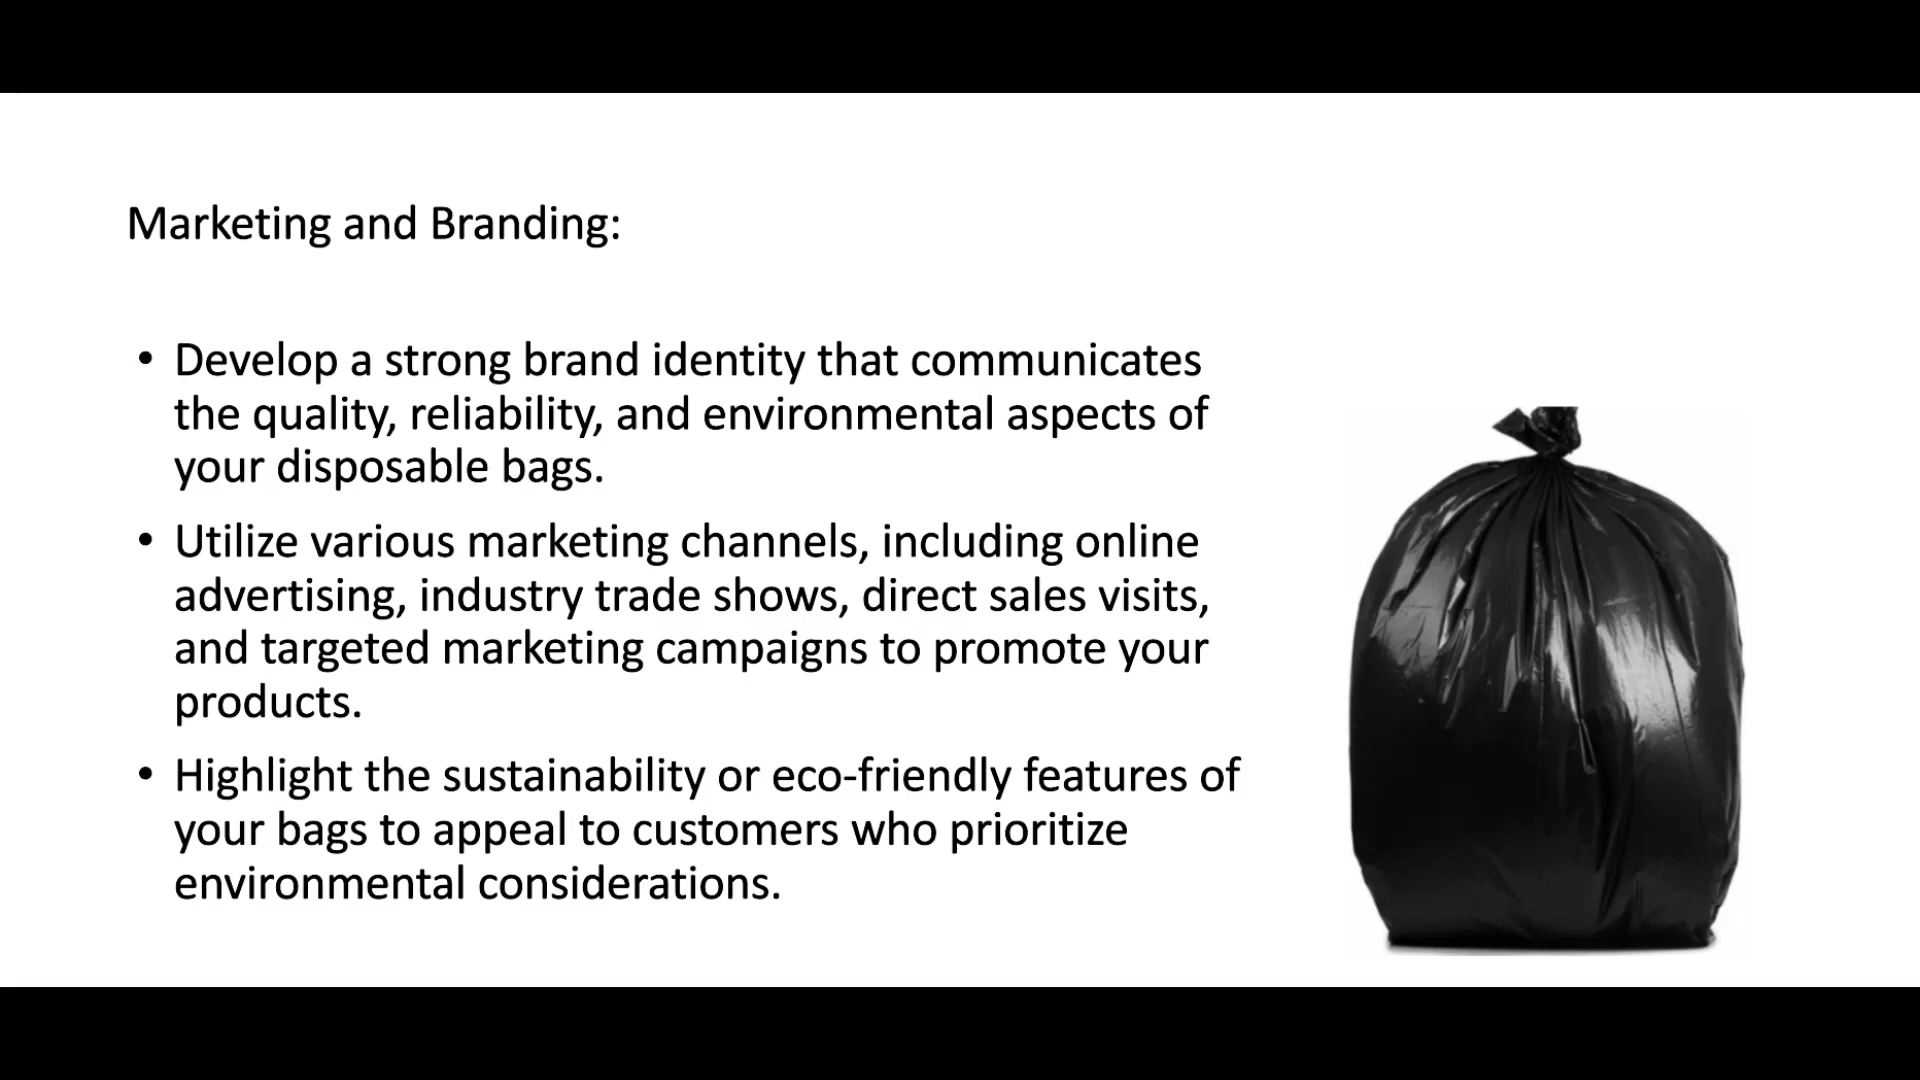 Marketing and Branding:
• Develop a strong brand identity that communicates
the quality, reliability, and environmental aspects of
your disposable bags.
• Utilize various marketing channels, including online
advertising, industry trade shows, direct sales visits,
and targeted marketing campaigns to promote your
products.
• Highlight the sustainability or eco-friendly features of
your bags to appeal to customers who prioritize
environmental considerations.